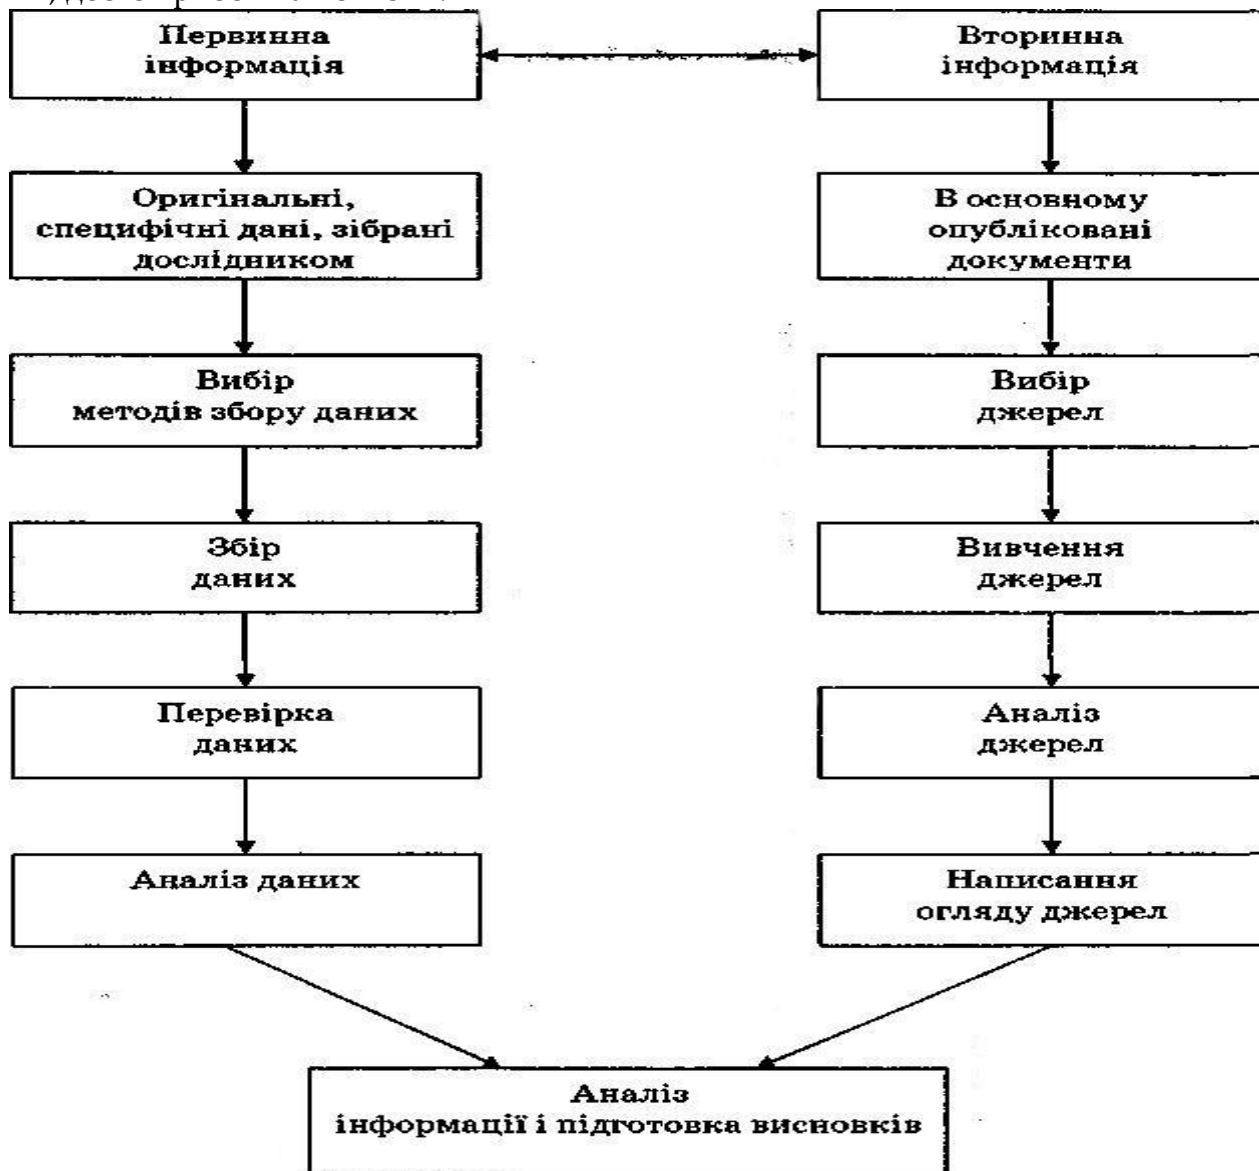 Первинна
інформація
Вторинна
інформація
Оригінальні,
специфічні дані, зібрані
дослідником
В основному
опубліковані
документи
Вибір
методів збору даних
Вибір
джерел
Збір
даних
Вивчення
джерел
Перевірка
даних
Аналіз
джерел
Аналіз даних
Написання
огляду джерел
Аналіз
інформації і підготовка висновків